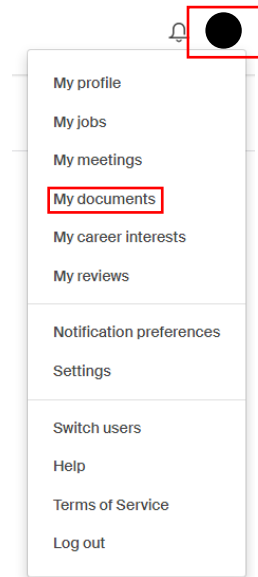 My profile
My jobs
My meetings
My documents
My career interests
My reviews
Notification preferences
Settings
Switch users
Help
Terms of Service
Log out